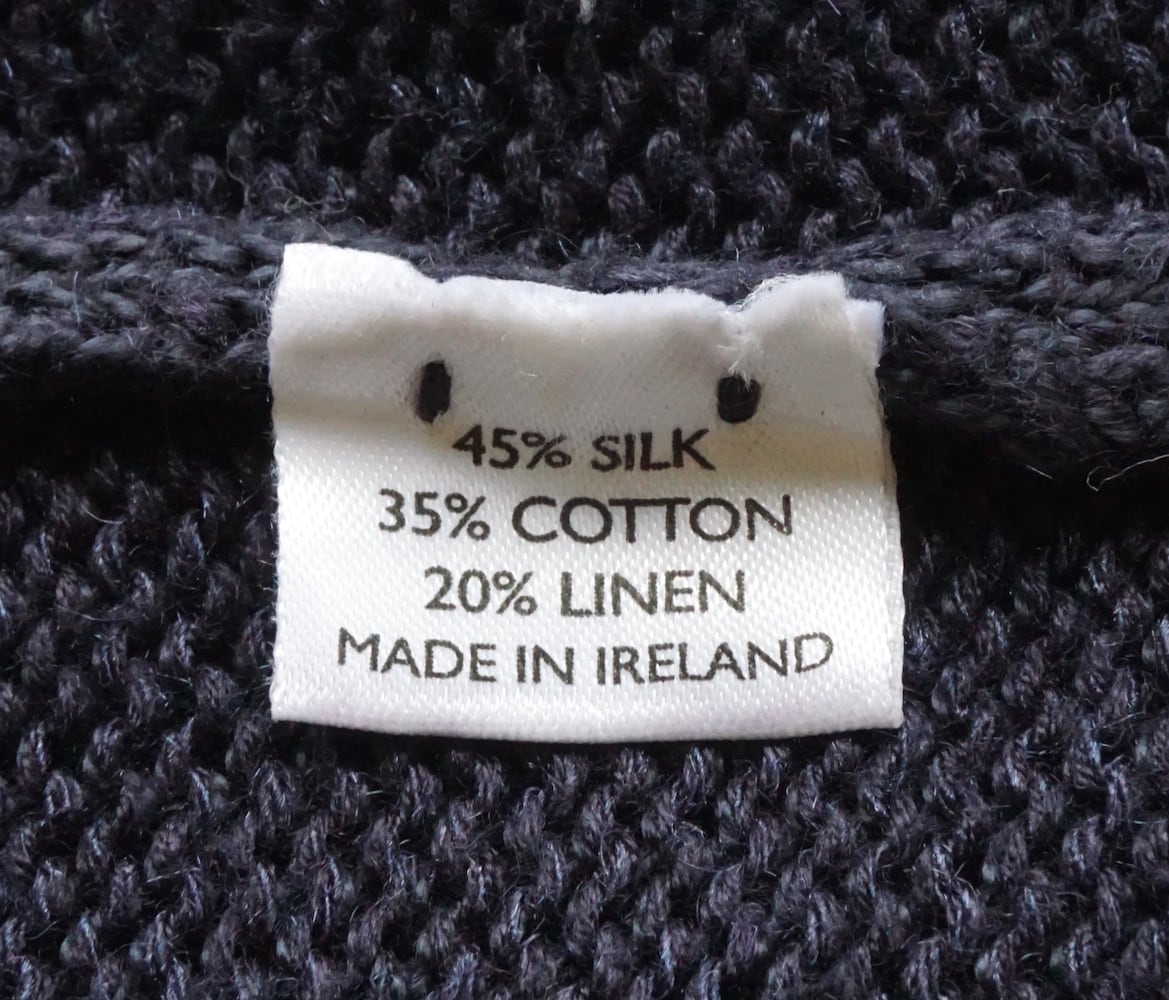 45% SILK
35% COTTON
20% LINEN
MADE IN IRELAND